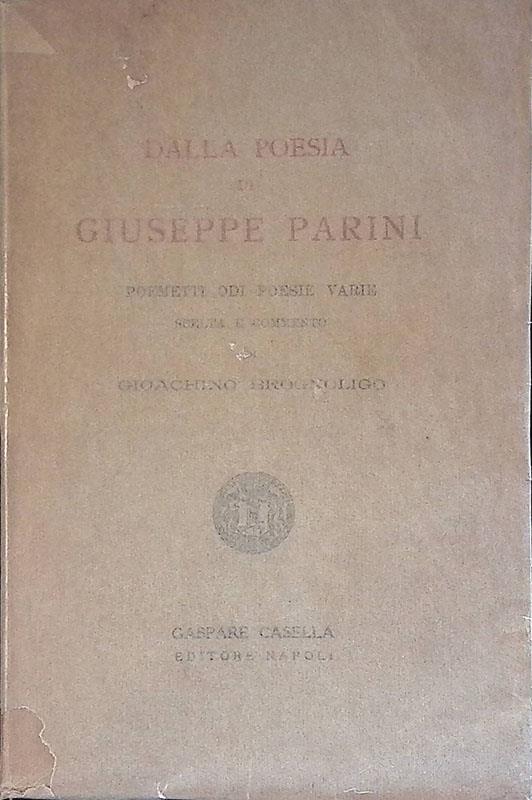 DALLA POESIA
DI
GIUSEPPE PARINI
POEMETTI ODI POESIE VARIE
SCELTA E COMMENTO
DI
GIOACHINO BROGNOLIGO
GASPARE CASELLA
EDITORE NAPOLI